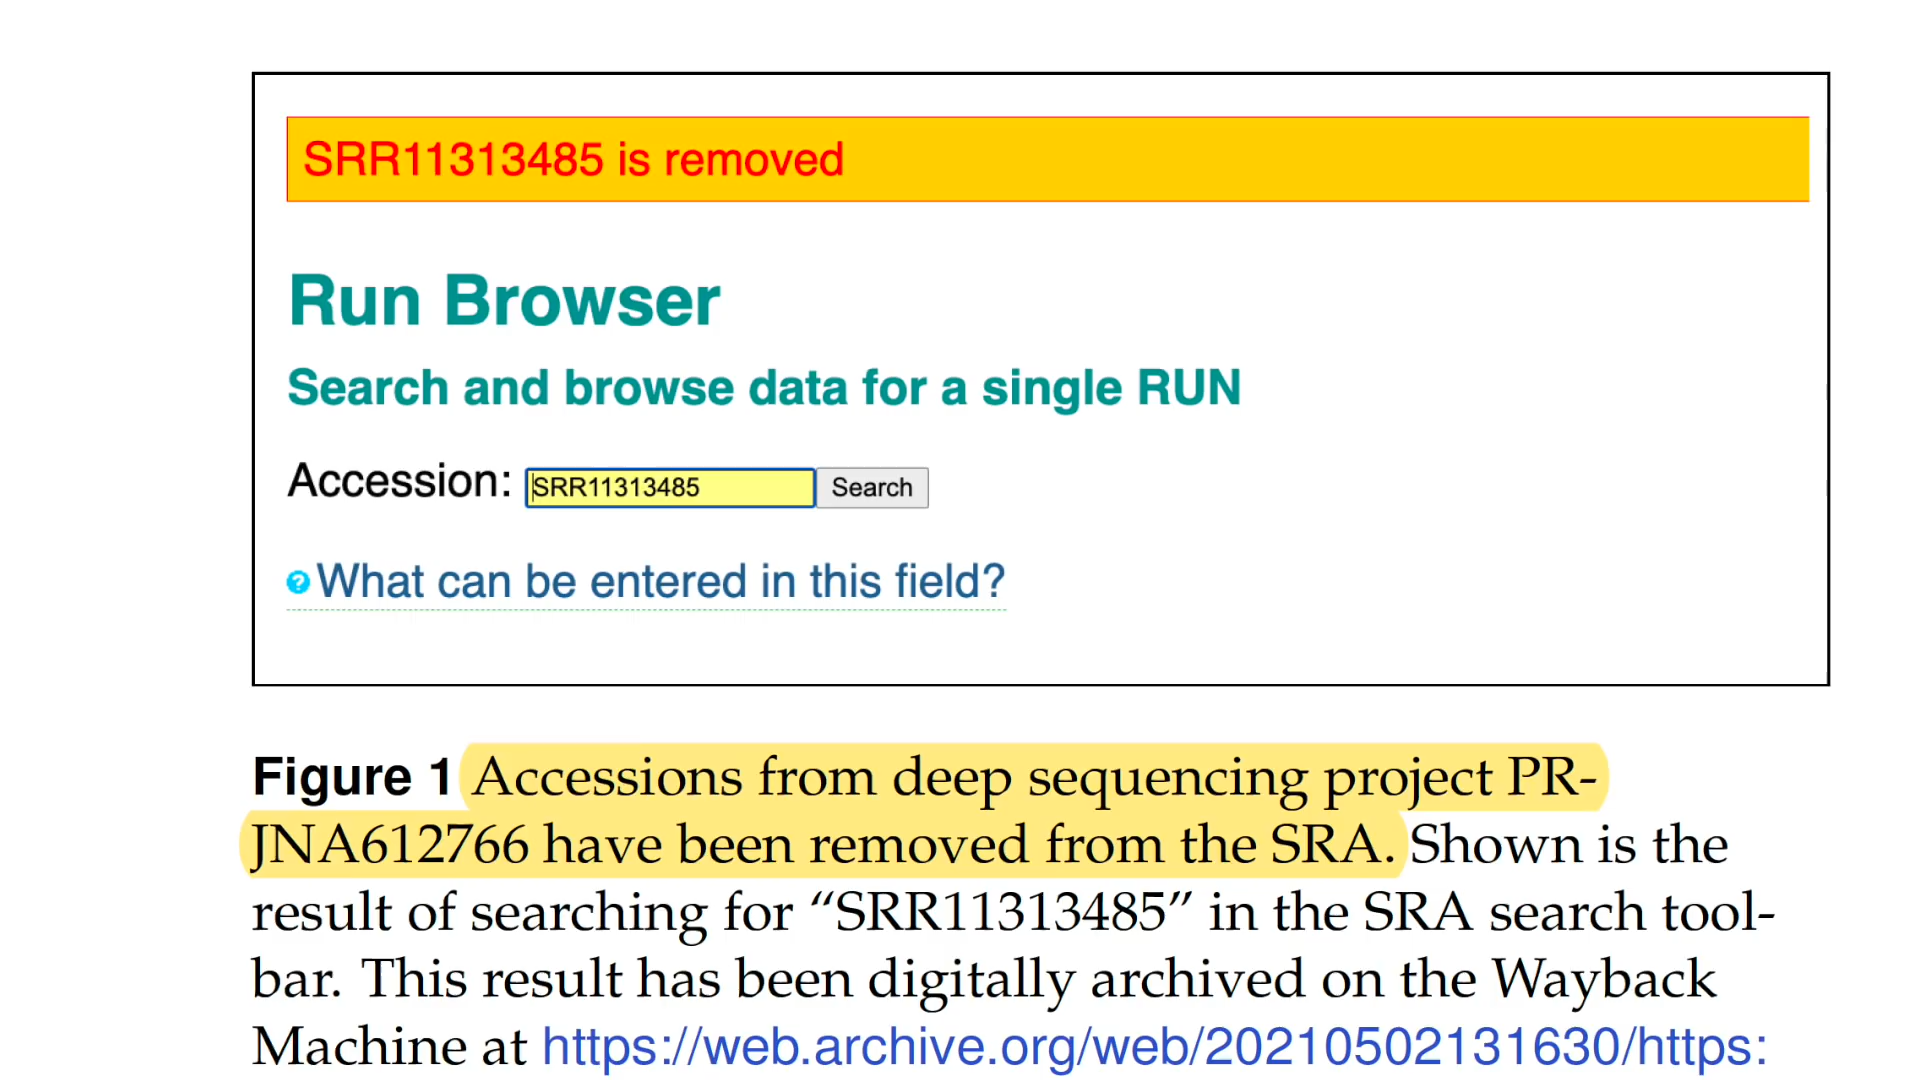 SRR11313485 is removed
Run Browser
Search and browse data for a single RUN
Accession: SRR11313485 Search
What can be entered in this field?
Figure 1 Accessions from deep sequencing project PR-
JNA612766 have been removed from the SRA. Shown is the
result of searching for “SRR11313485” in the SRA search tool-
bar. This result has been digitally archived on the Wayback
Machine at https://web.archive.org/web/20210502131630/https: